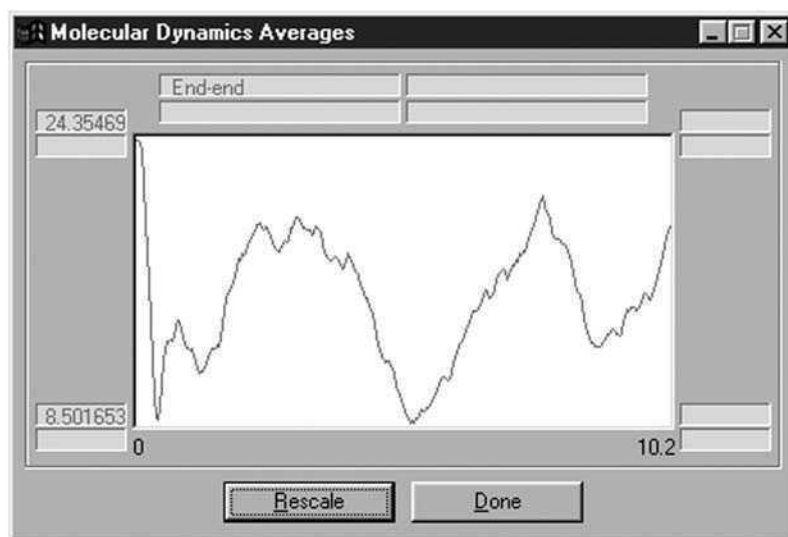 Molecular Dynamics Averages
End-end
24.35469
8.501653
0
10.2
Rescale
Done